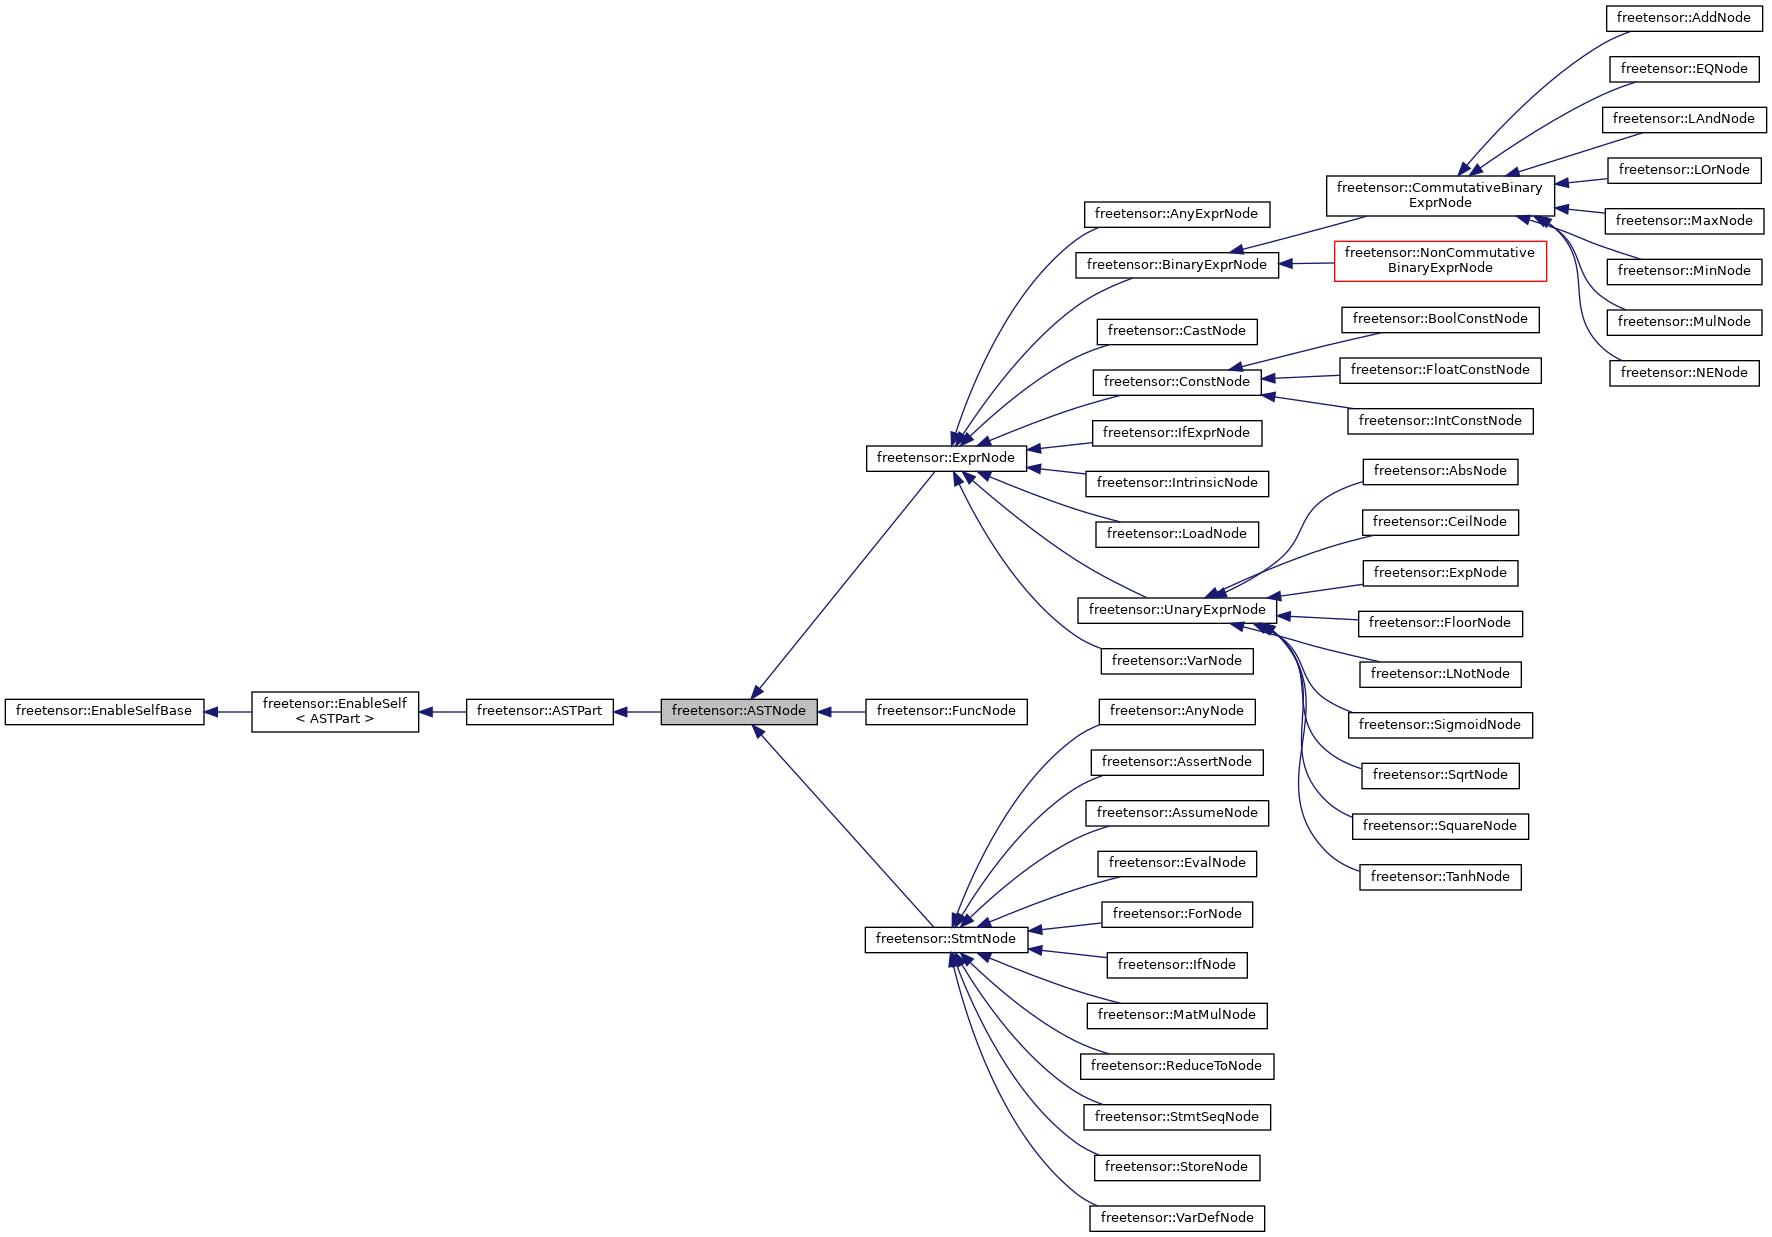 freetensor::EnableSelfBase
freetensor::EnableSelf
< ASTPart >
freetensor::ASTPart
freetensor::ASTNode
freetensor::ExprNode
freetensor::FuncNode
freetensor::StmtNode
freetensor::AnyExprNode
freetensor::BinaryExprNode
freetensor::CastNode
freetensor::ConstNode
freetensor::IfExprNode
freetensor::IntrinsicNode
freetensor::LoadNode
freetensor::UnaryExprNode
freetensor::VarNode
freetensor::AnyNode
freetensor::AssertNode
freetensor::AssumeNode
freetensor::EvalNode
freetensor::ForNode
freetensor::IfNode
freetensor::MatMulNode
freetensor::ReduceToNode
freetensor::StmtSeqNode
freetensor::StoreNode
freetensor::VarDefNode
freetensor::CommutativeBinary
ExprNode
freetensor::NonCommutative
BinaryExprNode
freetensor::BoolConstNode
freetensor::FloatConstNode
freetensor::IntConstNode
freetensor::AbsNode
freetensor::CeilNode
freetensor::ExpNode
freetensor::FloorNode
freetensor::LNotNode
freetensor::SigmoidNode
freetensor::SqrtNode
freetensor::SquareNode
freetensor::TanhNode
freetensor::AddNode
freetensor::EQNode
freetensor::LAndNode
freetensor::LOrNode
freetensor::MaxNode
freetensor::MinNode
freetensor::MulNode
freetensor::NENode